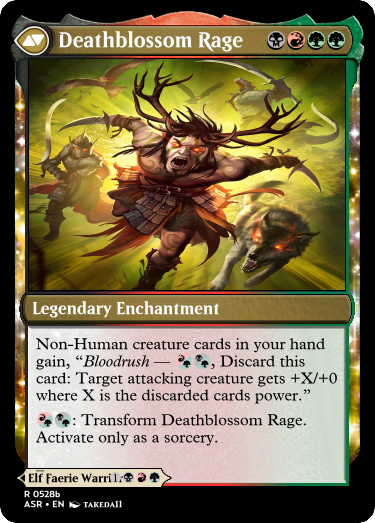 Deathblossom Rage
Legendary Enchantment
Non-Human creature cards in your hand
gain, “Bloodrush — , Discard this
card: Target attacking creature gets +X/+0
where X is the discarded cards power.”
: Transform Deathblossom Rage.
Activate only as a sorcery.
Elf Faerie Warri
R 0528b
ASR • EN TAKEDA11